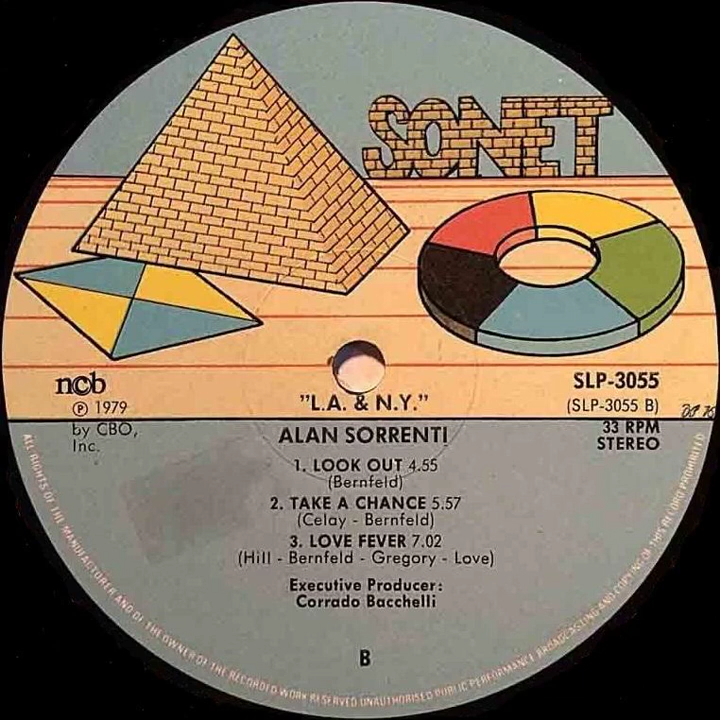 SONET
ncb
℗ 1979
by CBO,
Inc.
"L.A. & N.Y."
SLP-3055
(SLP-3055 B)
33 RPM
STEREO
ALAN SORRENTI
1. LOOK OUT 4.55
(Bernfeld)
2. TAKE A CHANCE 5.57
(Celay - Bernfeld)
3. LOVE FEVER 7.02
(Hill - Bernfeld - Gregory - Love)
Executive Producer:
Corrado Bacchelli
B
ALL RIGHTS OF THE MANUFACTURER AND OF THE OWNER OF THE RECORDED WORK RESERVED UNAUTHORISED PUBLIC PERFORMANCE BROADCASTING AND COPYING OF THIS RECORD PROHIBITED